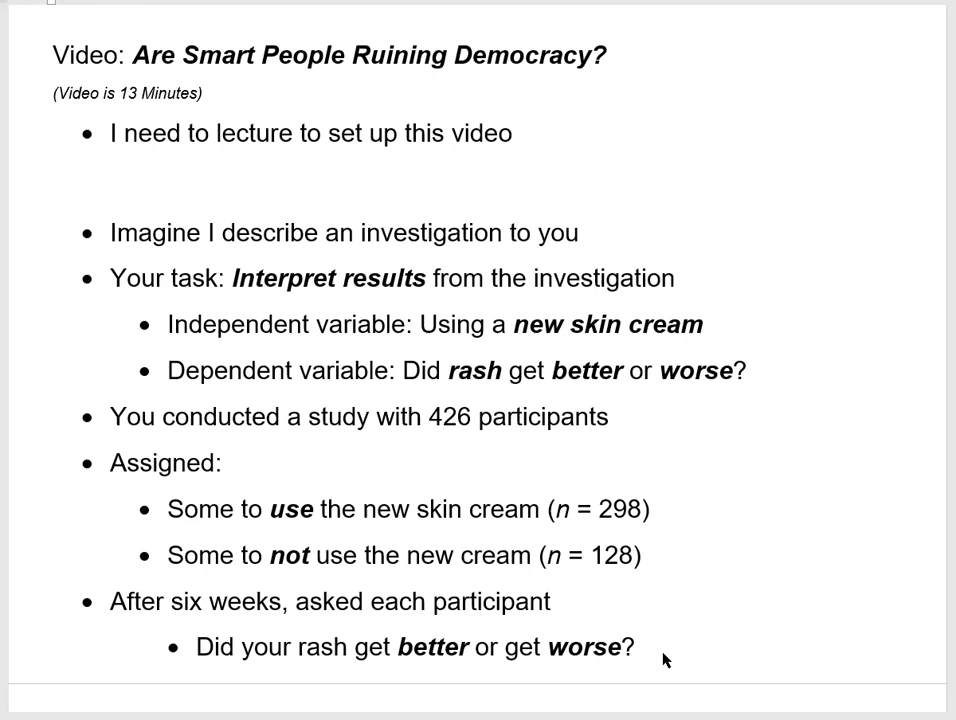 Video: Are Smart People Ruining Democracy?
(Video is 13 Minutes)
• I need to lecture to set up this video
• Imagine I describe an investigation to you
• Your task: Interpret results from the investigation
• Independent variable: Using a new skin cream
• Dependent variable: Did rash get better or worse?
• You conducted a study with 426 participants
• Assigned:
• Some to use the new skin cream (n = 298)
• Some to not use the new cream (n = 128)
• After six weeks, asked each participant
• Did your rash get better or get worse?